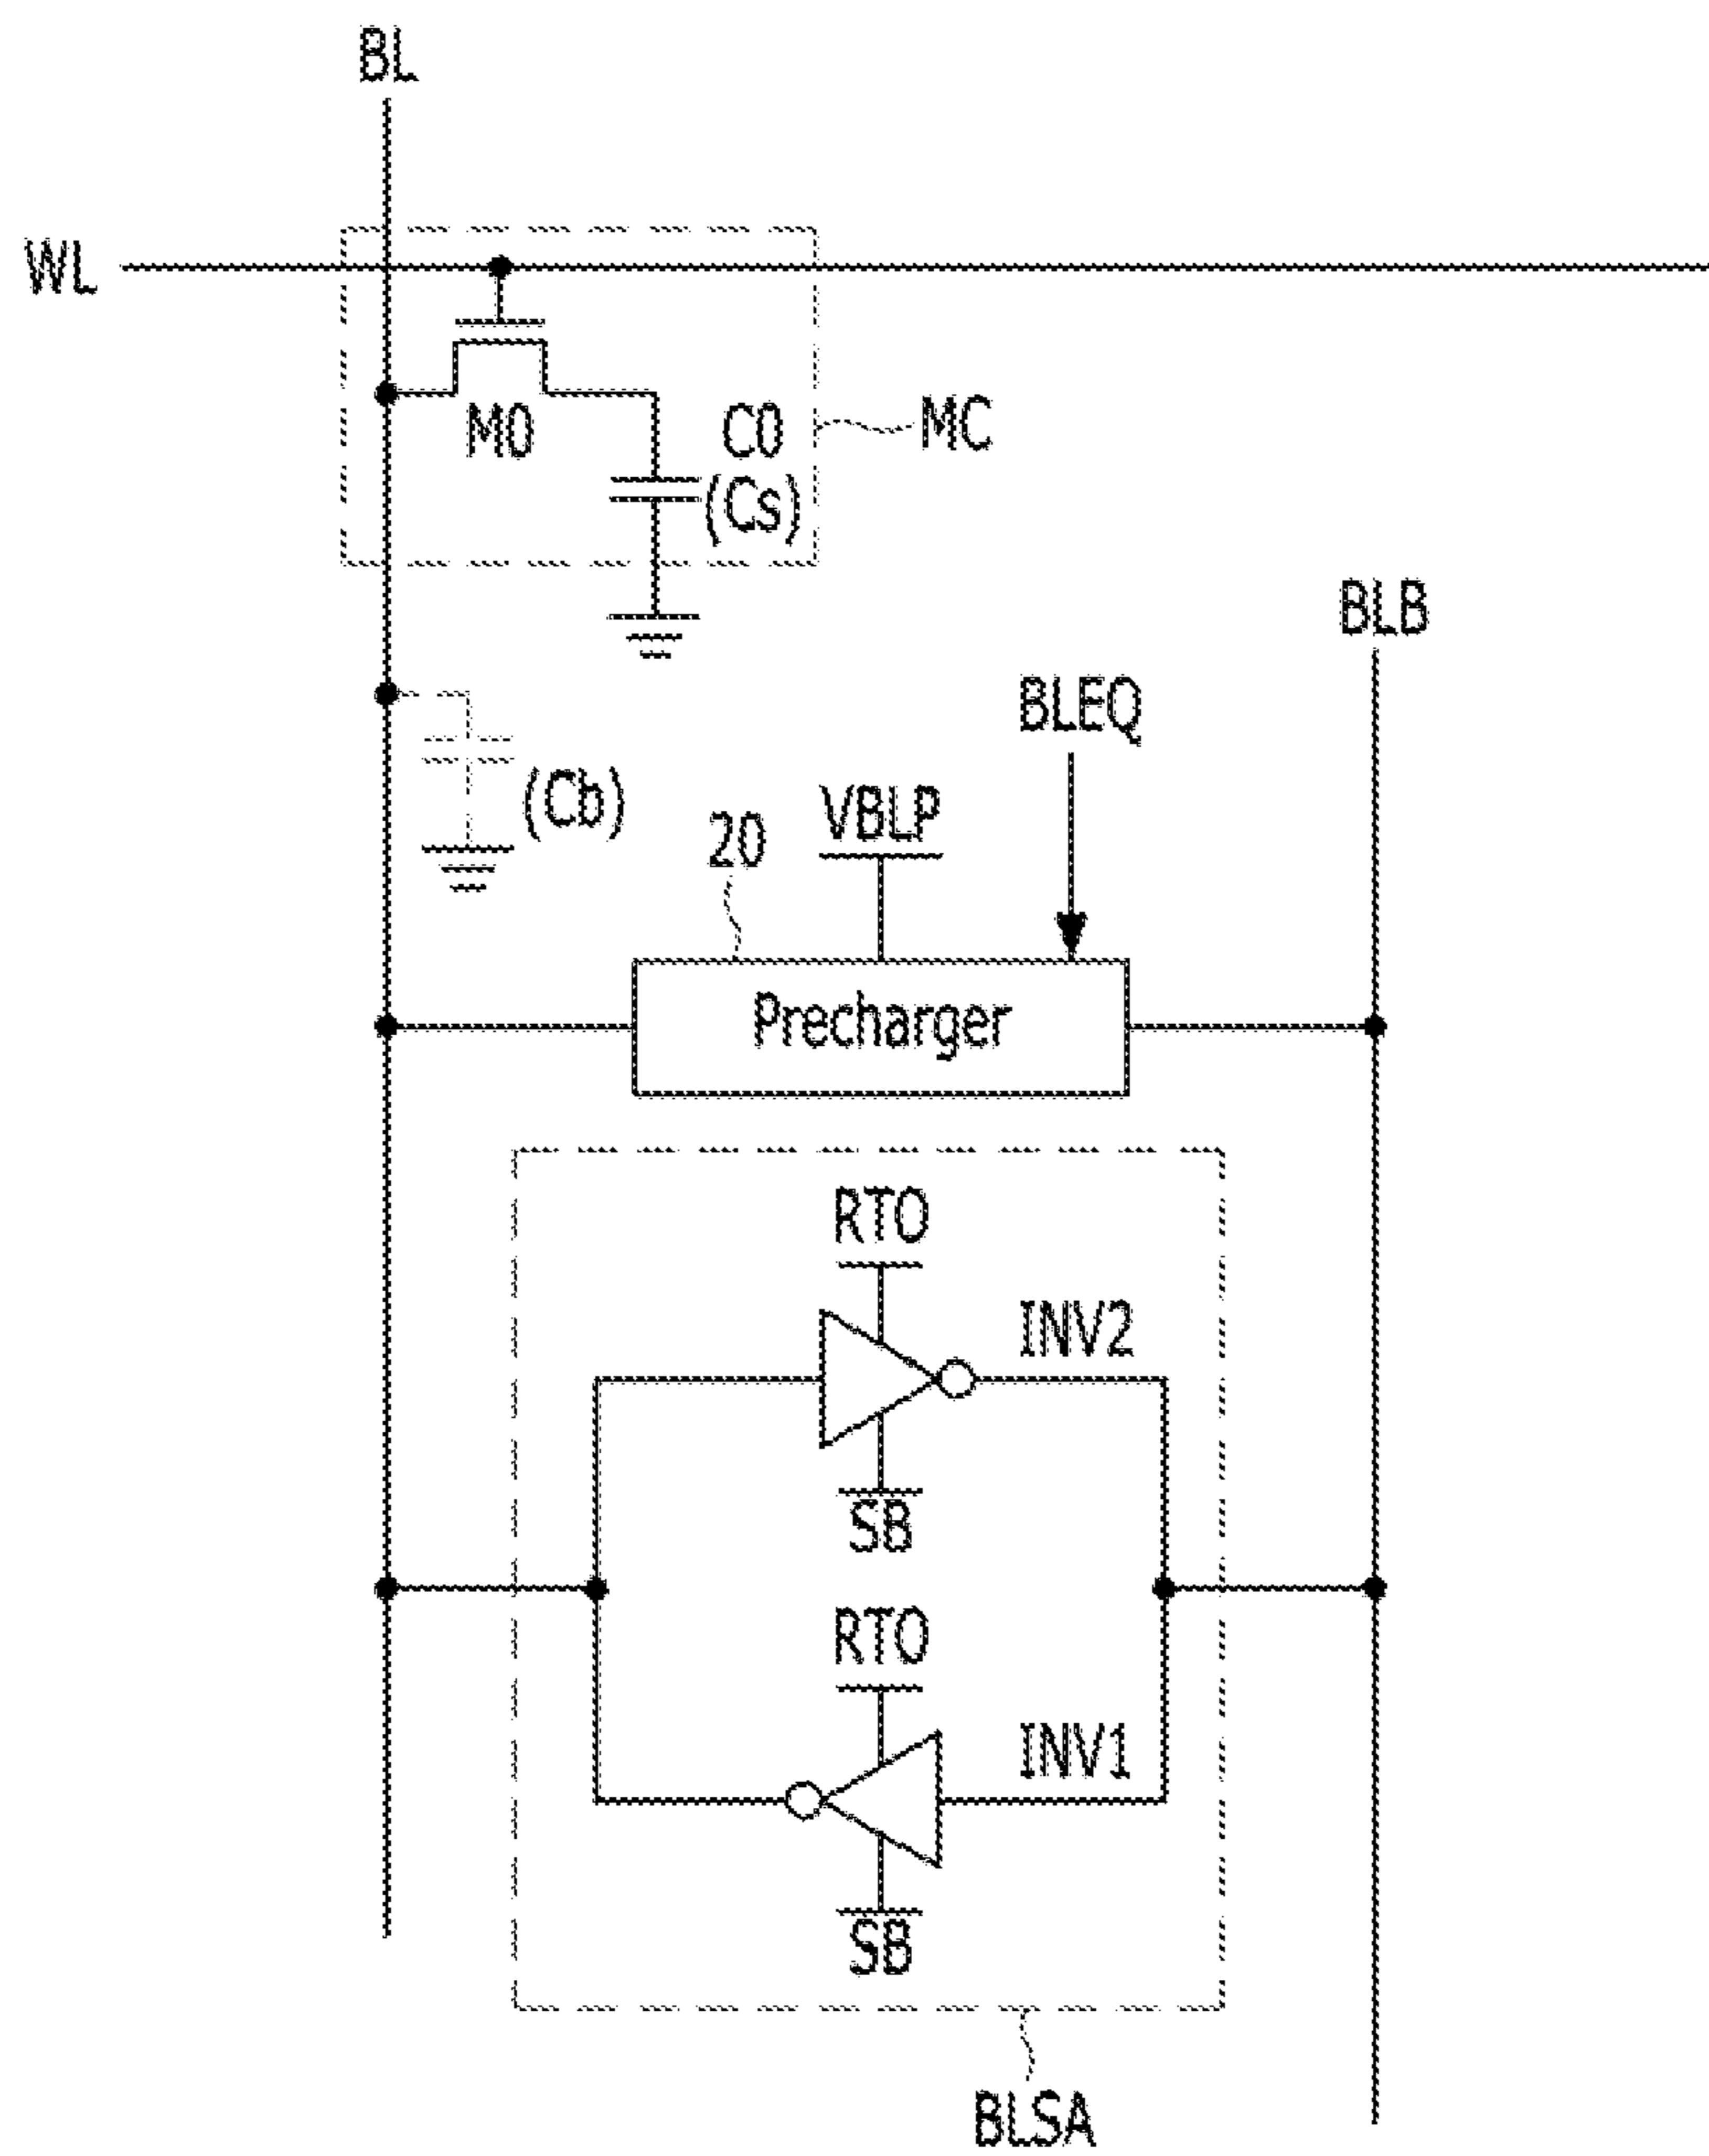 BL
WL
M0
C0
(Cs)
MC
BLB
BLEQ
(Cb)
20
VBLP
Precharger
RTO
INV2
SB
RTO
INV1
SB
BLSA